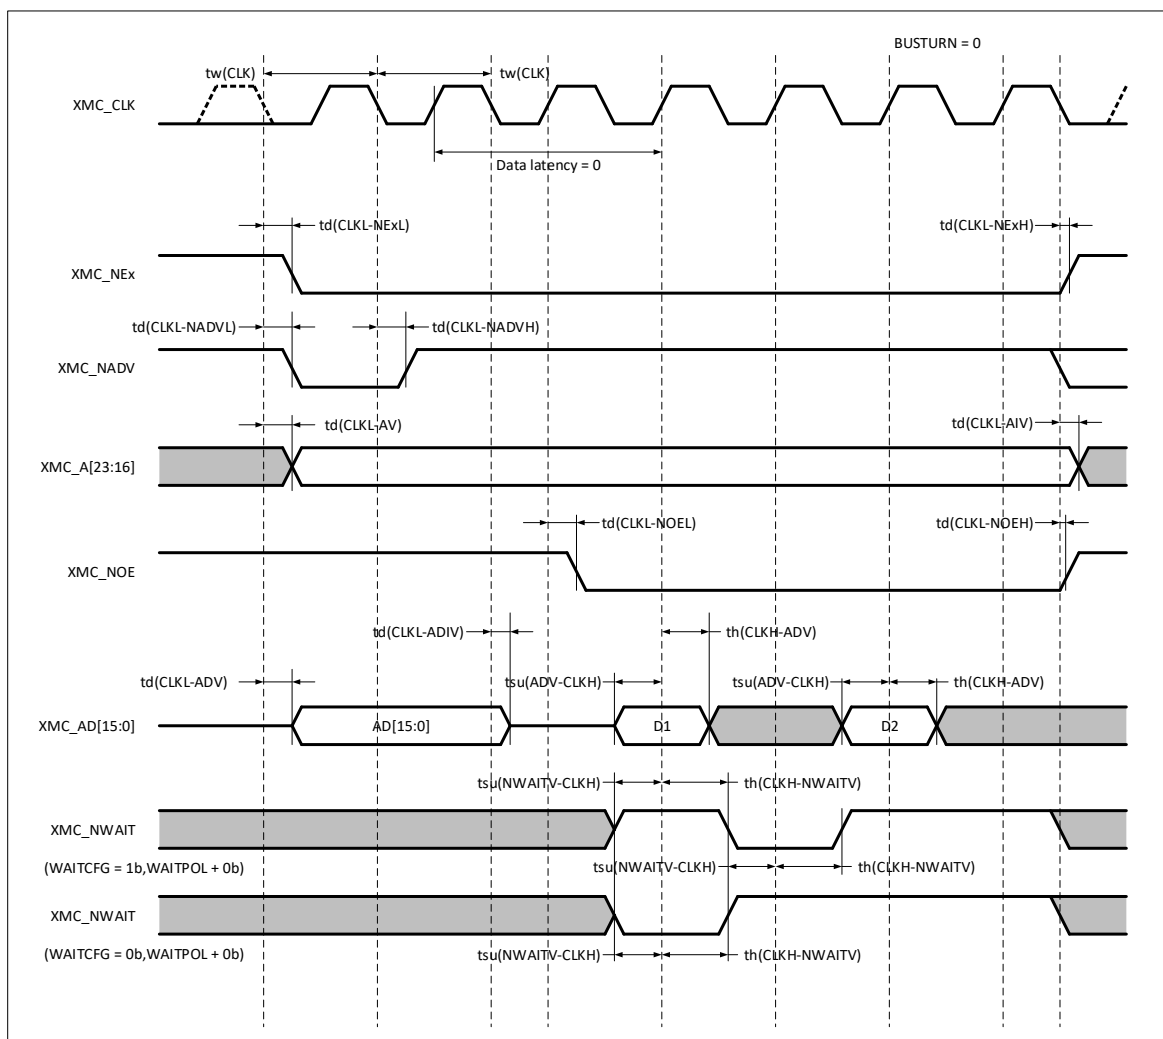 BUSTURN = 0
tw(CLK)
tw(CLK)
XMC_CLK
Data latency = 0
td(CLKL-NExL)
td(CLKL-NExH)
XMC_NEx
td(CLKL-NADVL)
td(CLKL-NADVH)
XMC_NADV
td(CLKL-AV)
td(CLKL-AIV)
XMC_A[23:16]
td(CLKL-NOEL)
td(CLKL-NOEH)
XMC_NOE
td(CLKL-ADIV)
th(CLKH-ADV)
td(CLKL-ADV)
tsu(ADV-CLKH)
tsu(ADV-CLKH)
th(CLKH-ADV)
XMC_AD[15:0]
AD[15:0]
D1
D2
tsu(NWAITV-CLKH)
th(CLKH-NWAITV)
XMC_NWAIT
(WAITCFG = 1b,WAITPOL + 0b)
tsu(NWAITV-CLKH)
th(CLKH-NWAITV)
XMC_NWAIT
(WAITCFG = 0b,WAITPOL + 0b)
tsu(NWAITV-CLKH)
th(CLKH-NWAITV)